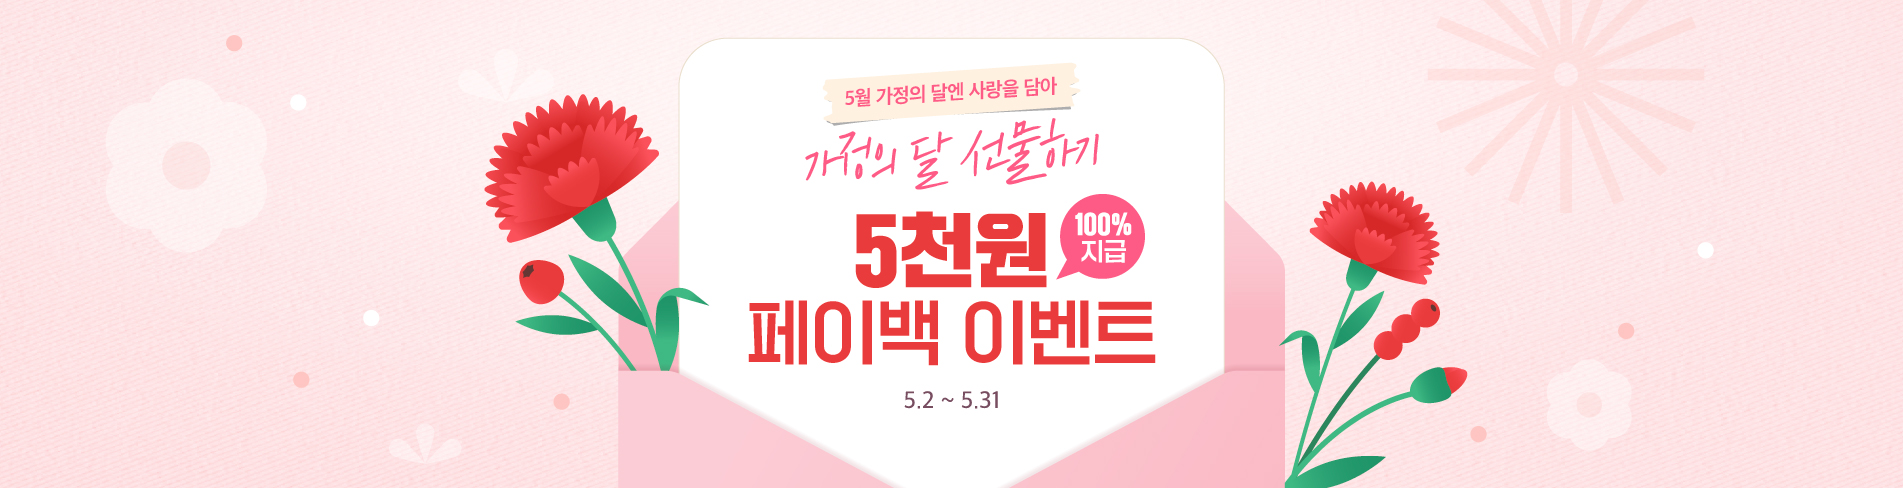 5월 가정의 달엔 사랑을 담아
가정의 달 선물하기
5천원
100%
지급
페이백 이벤트
5.2 ~ 5.31